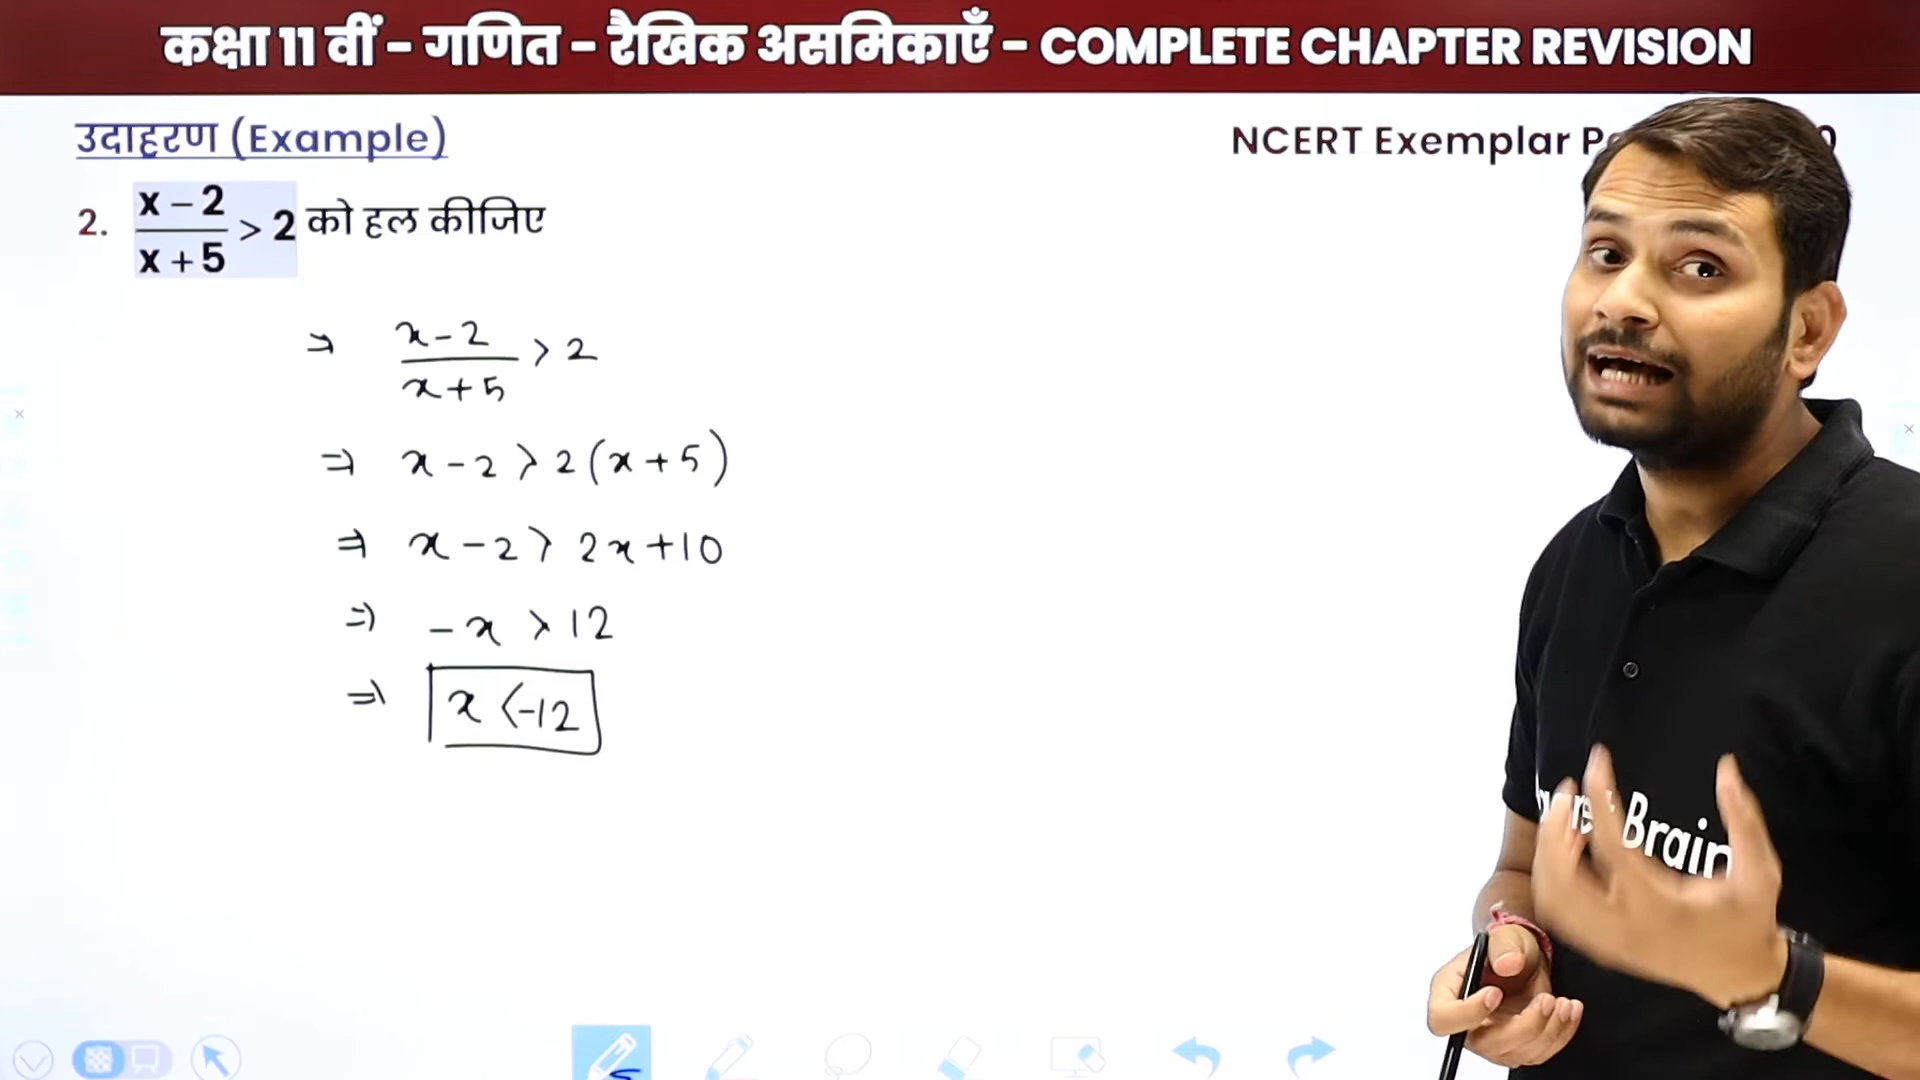 कक्षा 11 वीं - गणित - रैखिक असमिकाएँ - COMPLETE CHAPTER REVISION
उदाहरण (Example)
NCERT Exemplar
2. x - 2 / x + 5 > 2 को हल कीजिए
⇒ x - 2 / x + 5 > 2
⇒ x - 2 > 2(x + 5)
⇒ x - 2 > 2x + 10
⇒ -x > 12
⇒ x < -12
Brain